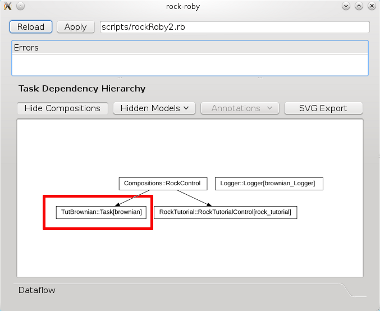 rock-roby
Reload Apply scripts/rockRoby2.ro
Errors
Task Dependency Hierarchy
Hide Compositions Hidden Models Annotations SVG Export
Compositions::RockControl Logger::Logger[brownian_Logger]
TutBrownian::Task[brownian] RockTutorial::RockTutorialControl[rock_tutorial]
Dataflow